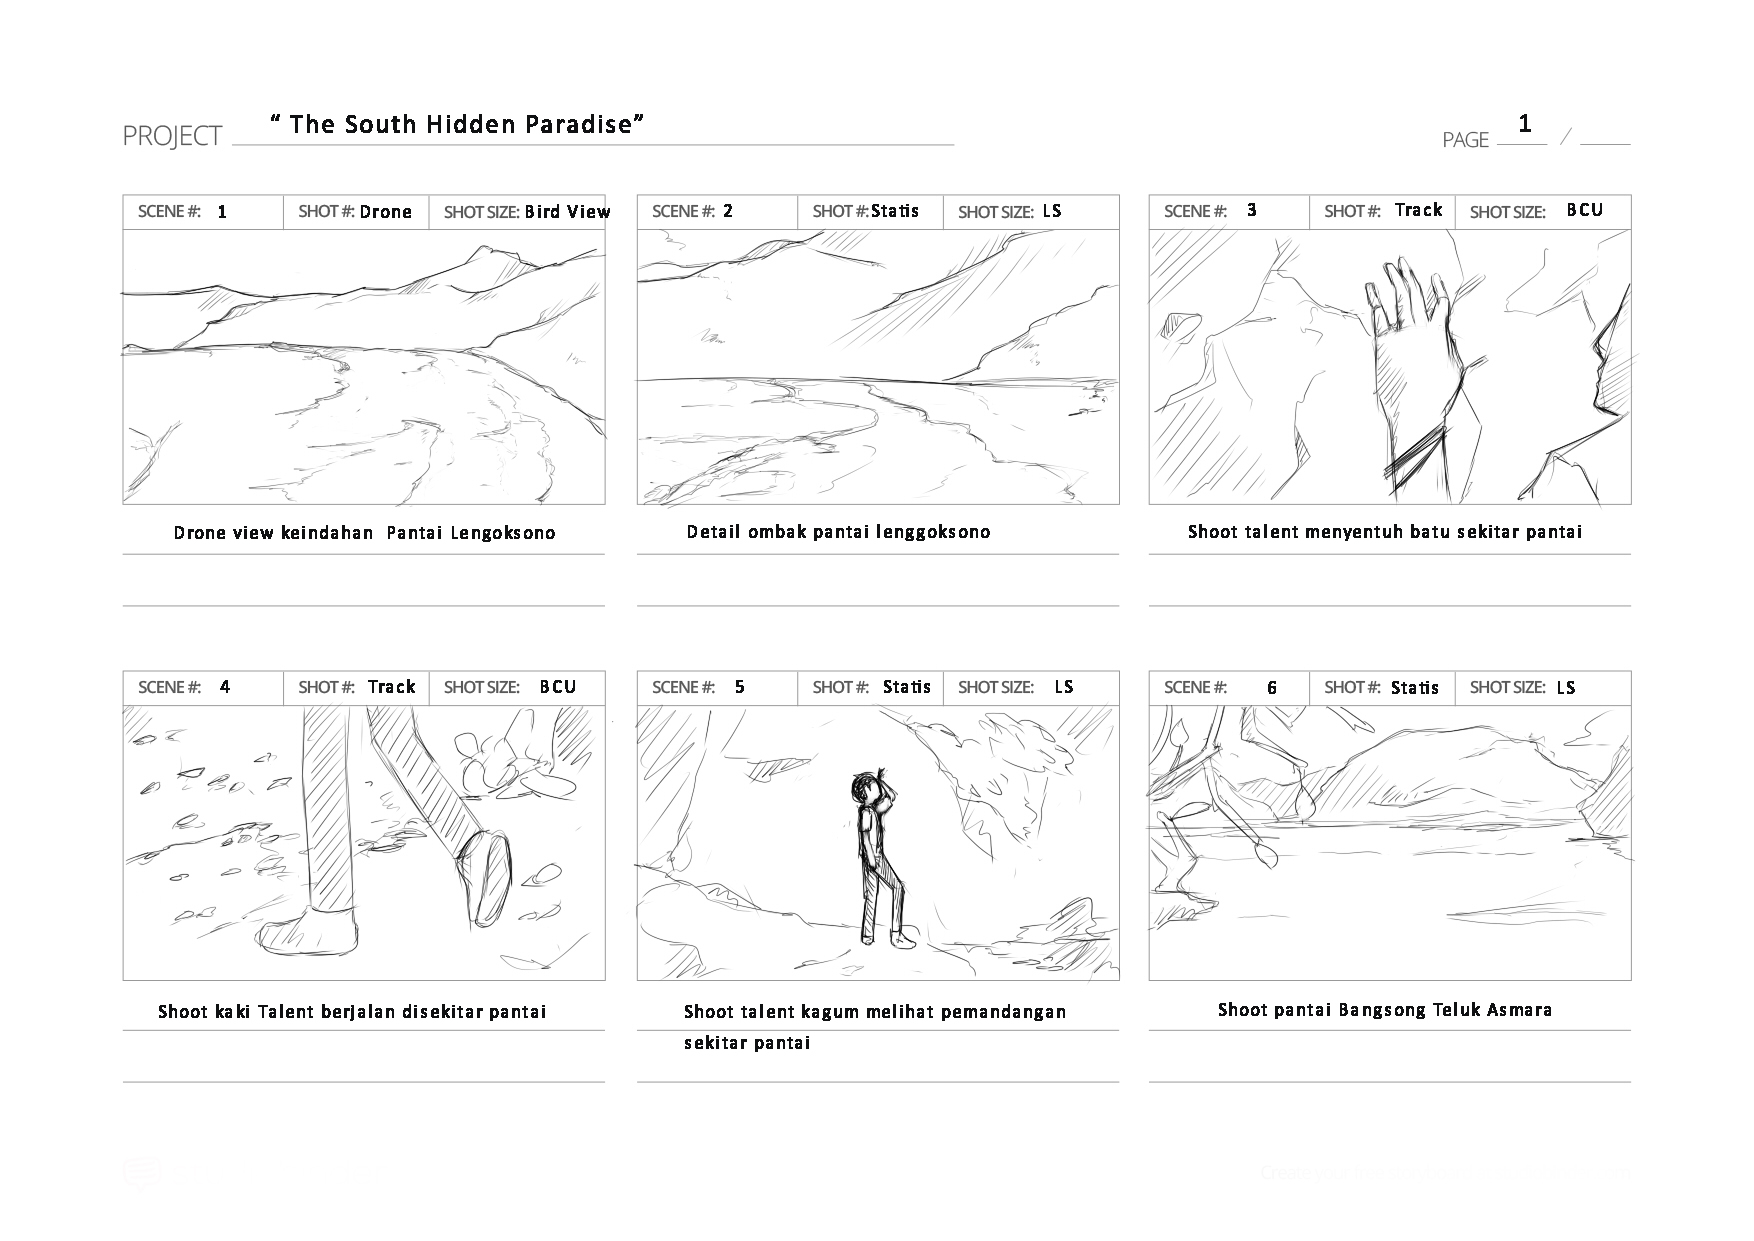 PROJECT “ The South Hidden Paradise”
PAGE 1 /
SCENE #: 1 SHOT #: Drone SHOT SIZE: Bird View
SCENE #: 2 SHOT #: Statis SHOT SIZE: LS
SCENE #: 3 SHOT #: Track SHOT SIZE: BCU
Drone view keindahan Pantai Lengoksono
Detail ombak pantai lenggoksono
Shoot talent menyentuh batu sekitar pantai
SCENE #: 4 SHOT #: Track SHOT SIZE: BCU
SCENE #: 5 SHOT #: Statis SHOT SIZE: LS
SCENE #: 6 SHOT #: Statis SHOT SIZE: LS
Shoot kaki Talent berjalan disekitar pantai
Shoot talent kagum melihat pemandangan
sekitar pantai
Shoot pantai Bangsong Teluk Asmara